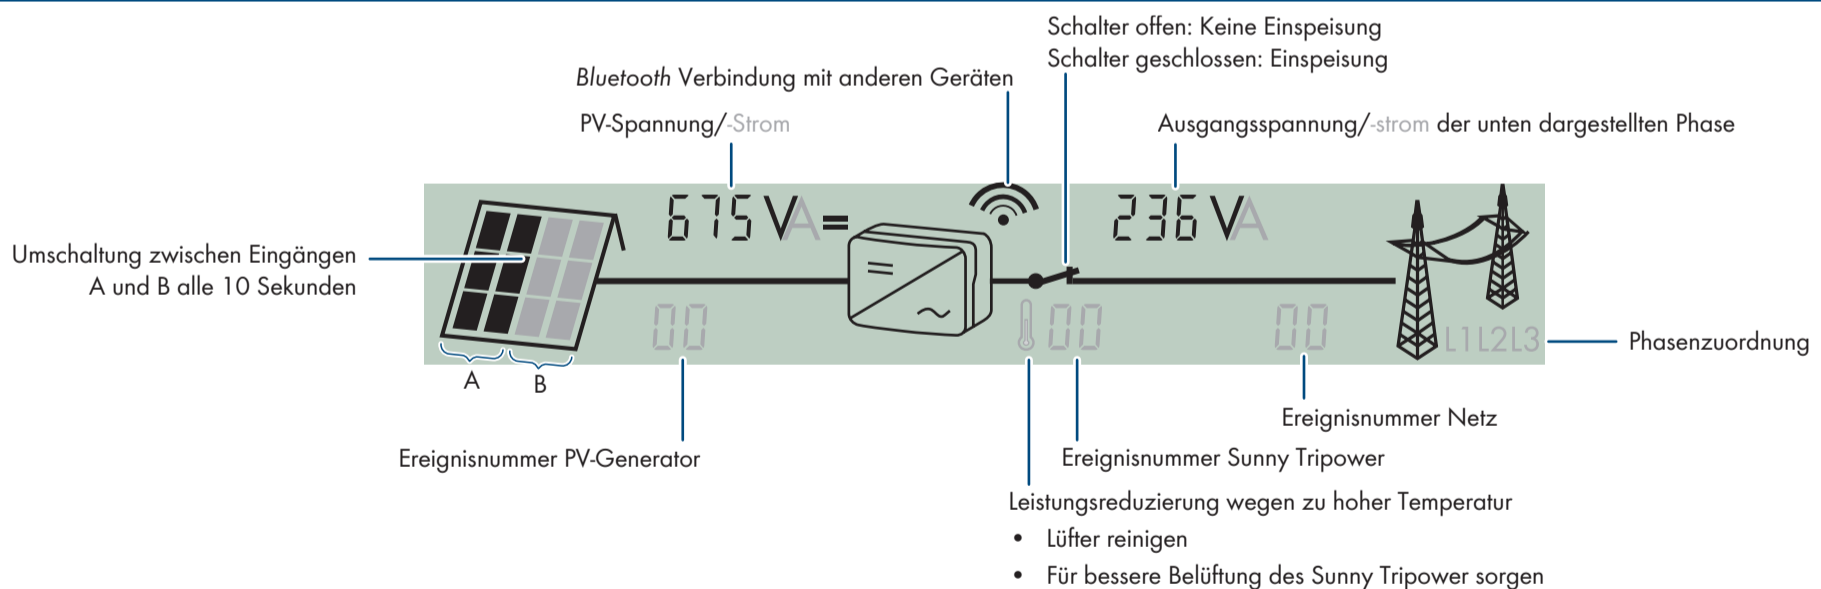 Schalter offen: Keine Einspeisung
Schalter geschlossen: Einspeisung
Bluetooth Verbindung mit anderen Geräten
PV-Spannung/-Strom
Ausgangsspannung/-strom der unten dargestellten Phase
675 VA=
236 VA
Umschaltung zwischen Eingängen
A und B alle 10 Sekunden
00
00
00
L1L2L3
Phasenzuordnung
A
B
Ereignisnummer Netz
Ereignisnummer PV-Generator
Ereignisnummer Sunny Tripower
Leistungsreduzierung wegen zu hoher Temperatur
• Lüfter reinigen
• Für bessere Belüftung des Sunny Tripower sorgen